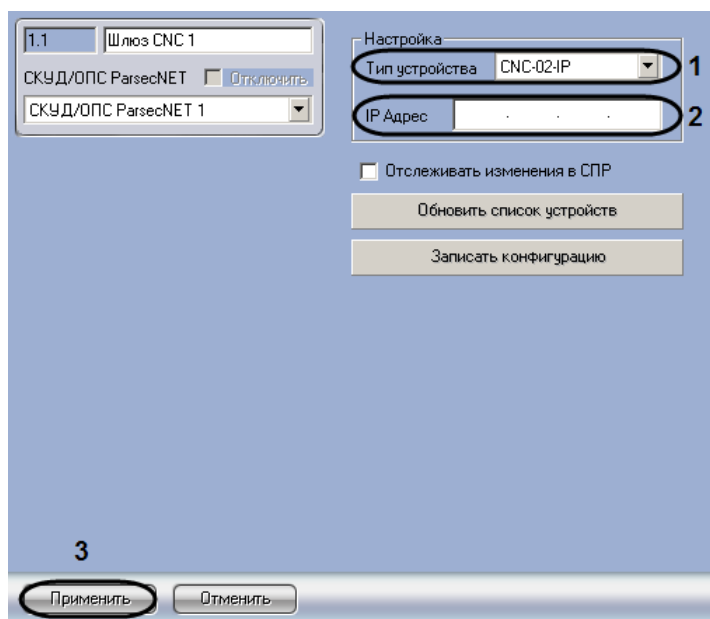 1.1 Шлюз CNC 1
СКУД/ОПС ParsecNET Отключить
СКУД/ОПС ParsecNET 1
Настройка
Тип устройства CNC-02-IP 1
IP Адрес . . . 2
Отслеживать изменения в СПР
Обновить список устройств
Записать конфигурацию
3
Применить Отменить